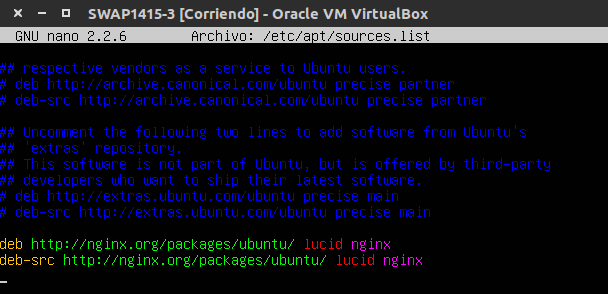 SWAP1415-3 [Corriendo] - Oracle VM VirtualBox
GNU nano 2.2.6 Archivo: /etc/apt/sources.list
## respective vendors as a service to Ubuntu users.
# deb http://archive.canonical.com/ubuntu precise partner
# deb-src http://archive.canonical.com/ubuntu precise partner
## Uncomment the following two lines to add software from Ubuntu's
## 'extras' repository.
## This software is not part of Ubuntu, but is offered by third-party
## developers who want to ship their latest software.
# deb http://extras.ubuntu.com/ubuntu precise main
# deb-src http://extras.ubuntu.com/ubuntu precise main
deb http://nginx.org/packages/ubuntu/ lucid nginx
deb-src http://nginx.org/packages/ubuntu/ lucid nginx